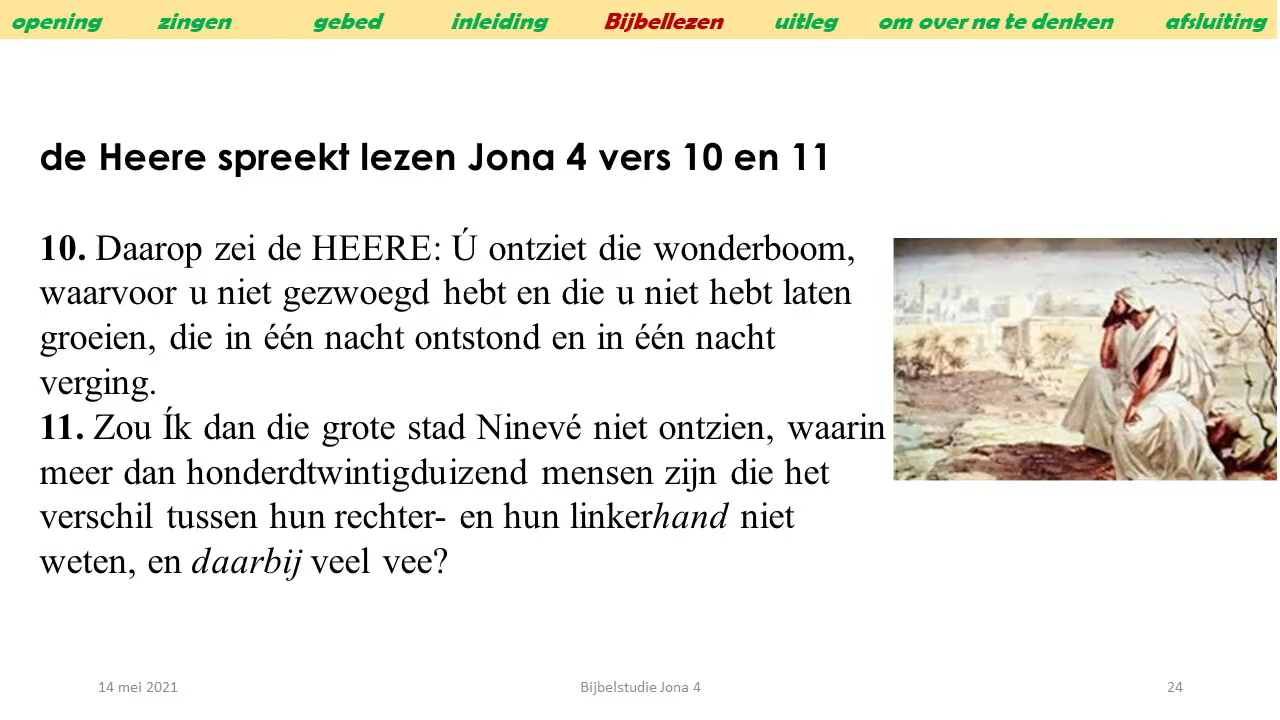 opening zingen gebed inleiding Bijbellezen uitleg om over na te denken afsluiting
de Heere spreekt lezen Jona 4 vers 10 en 11
10. Daarop zei de HEERE: Ú ontziet die wonderboom,
waarvoor u niet gezwoegd hebt en die u niet hebt laten
groeien, die in één nacht ontstond en in één nacht
verging.
11. Zou Ík dan die grote stad Ninevé niet ontzien, waarin
meer dan honderdtwintigduizend mensen zijn die het
verschil tussen hun rechter- en hun linkerhand niet
weten, en daarbij veel vee?
14 mei 2021 Bijbelstudie Jona 4 24